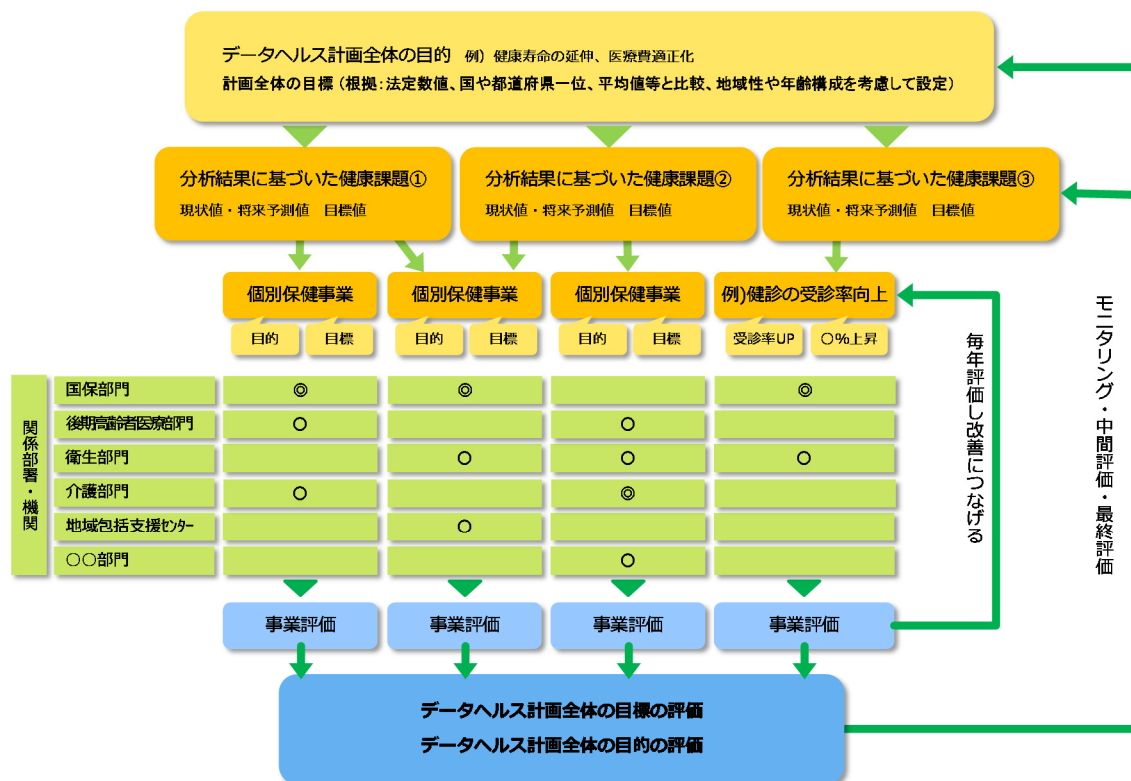 データヘルス計画全体の目的 例）健康寿命の延伸、医療費適正化
計画全体の目標（根拠：法定数値、国や都道府県一位、平均値等と比較、地域性や年齢構成を考慮して設定）
分析結果に基づいた健康課題①
現状値・将来予測値　目標値
分析結果に基づいた健康課題②
現状値・将来予測値　目標値
分析結果に基づいた健康課題③
現状値・将来予測値　目標値
個別保健事業
個別保健事業
個別保健事業
例)健診の受診率向上
目的
目標
目的
目標
目的
目標
受診率UP
○%上昇
関係部署・機関
国保部門 ◎ ◎ ◎
後期高齢者医療部門 ○ ○
衛生部門 ○ ○ ○
介護部門 ○ ◎
地域包括支援センター ○
○○部門 ○
事業評価
事業評価
事業評価
事業評価
毎年評価し改善につなげる
モニタリング・中間評価・最終評価
データヘルス計画全体の目標の評価
データヘルス計画全体の目的の評価